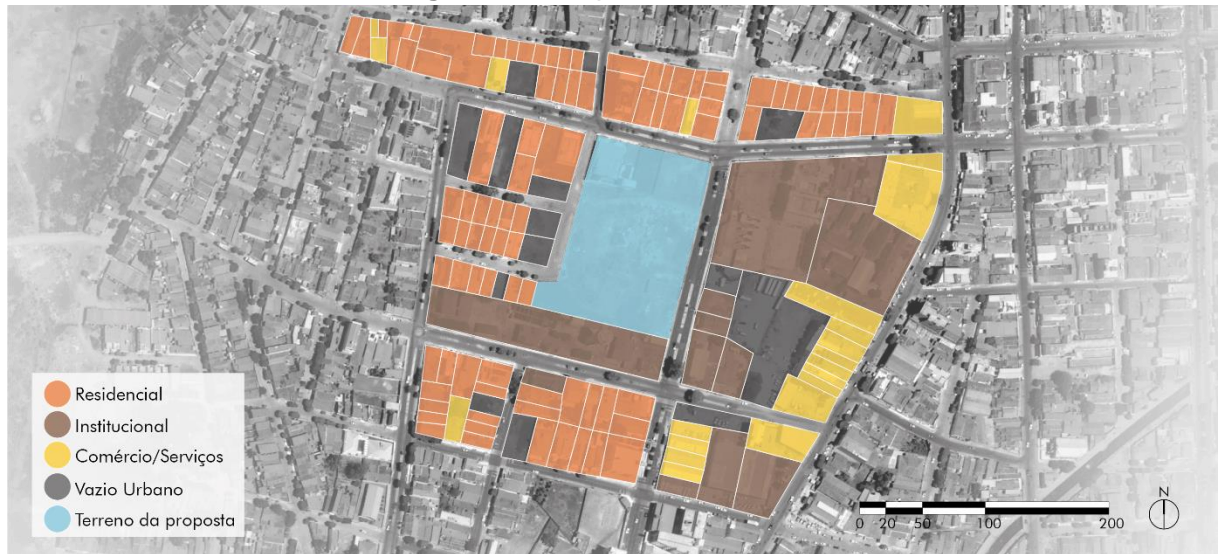 Residencial
Institucional
Comércio/Serviços
Vazio Urbano
Terreno da proposta
N
0 20 50 100 200